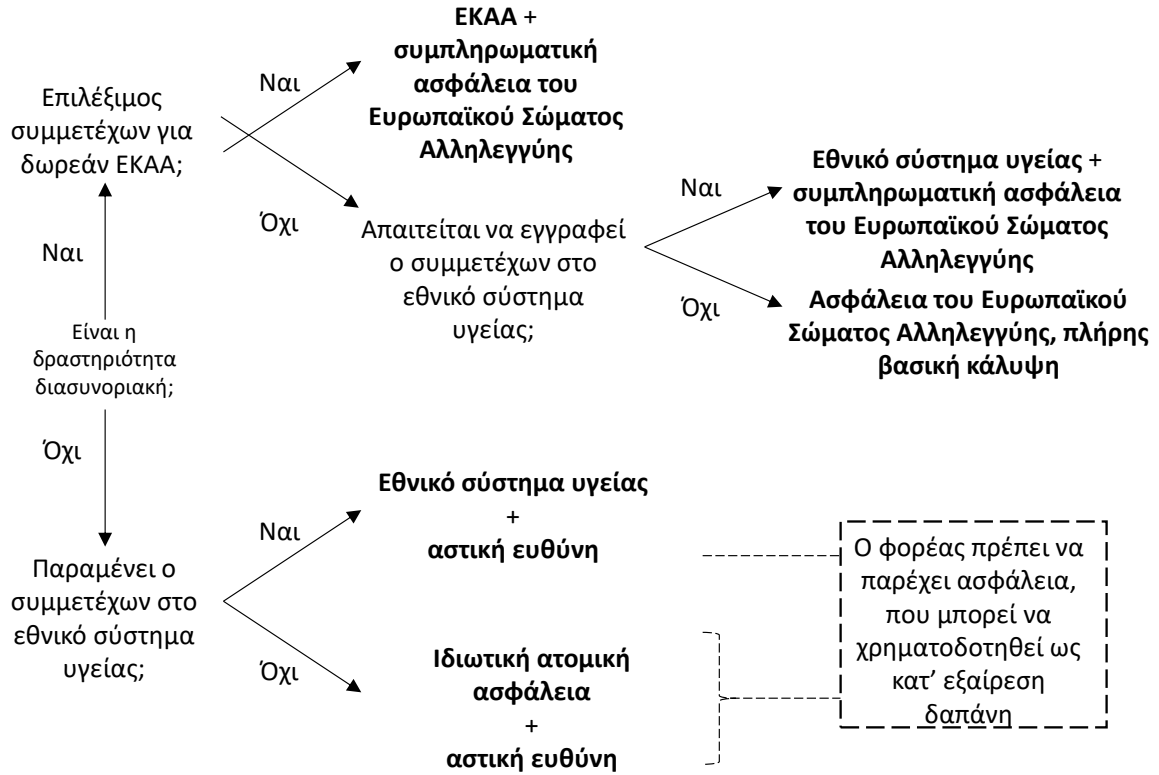 ΕΚΑΑ +
συμπληρωματική
ασφάλεια του
Ευρωπαϊκού Σώματος
Αλληλεγγύης
Ναι
Επιλέξιμος
συμμετέχων για
δωρεάν ΕΚΑΑ;
Όχι
Απαιτείται να εγγραφεί
ο συμμετέχων στο
εθνικό σύστημα
υγείας;
Ναι
Εθνικό σύστημα υγείας +
συμπληρωματική ασφάλεια
του Ευρωπαϊκού Σώματος
Αλληλεγγύης
Όχι
Ασφάλεια του Ευρωπαϊκού
Σώματος Αλληλεγγύης, πλήρης
βασική κάλυψη
Ναι
Είναι η
δραστηριότητα
διασυνοριακή;
Όχι
Παραμένει ο
συμμετέχων στο
εθνικό σύστημα
υγείας;
Ναι
Εθνικό σύστημα υγείας
+
αστική ευθύνη
Όχι
Ιδιωτική ατομική
ασφάλεια
+
αστική ευθύνη
Ο φορέας πρέπει να
παρέχει ασφάλεια,
που μπορεί να
χρηματοδοτηθεί ως
κατ’ εξαίρεση
δαπάνη